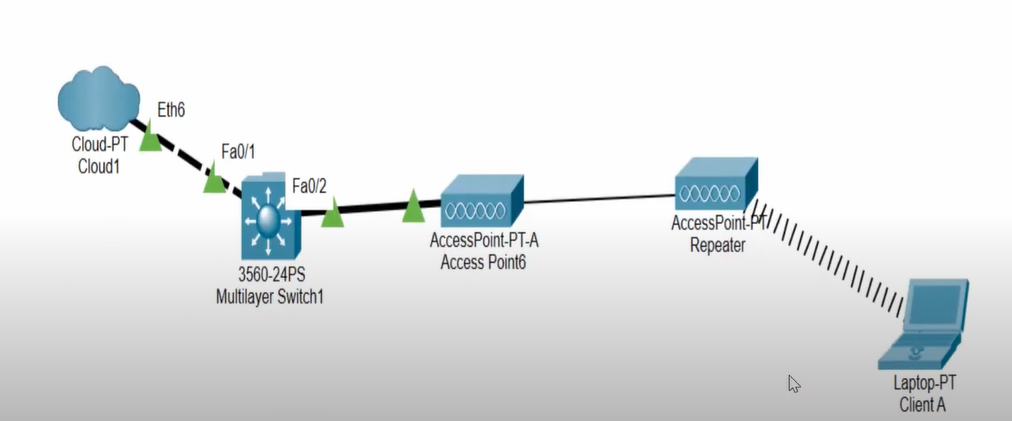 Eth6
Cloud-PT
Cloud1
Fa0/1
Fa0/2
3560-24PS
Multilayer Switch1
AccessPoint-PT-A
Access Point6
AccessPoint-PT
Repeater
Laptop-PT
Client A